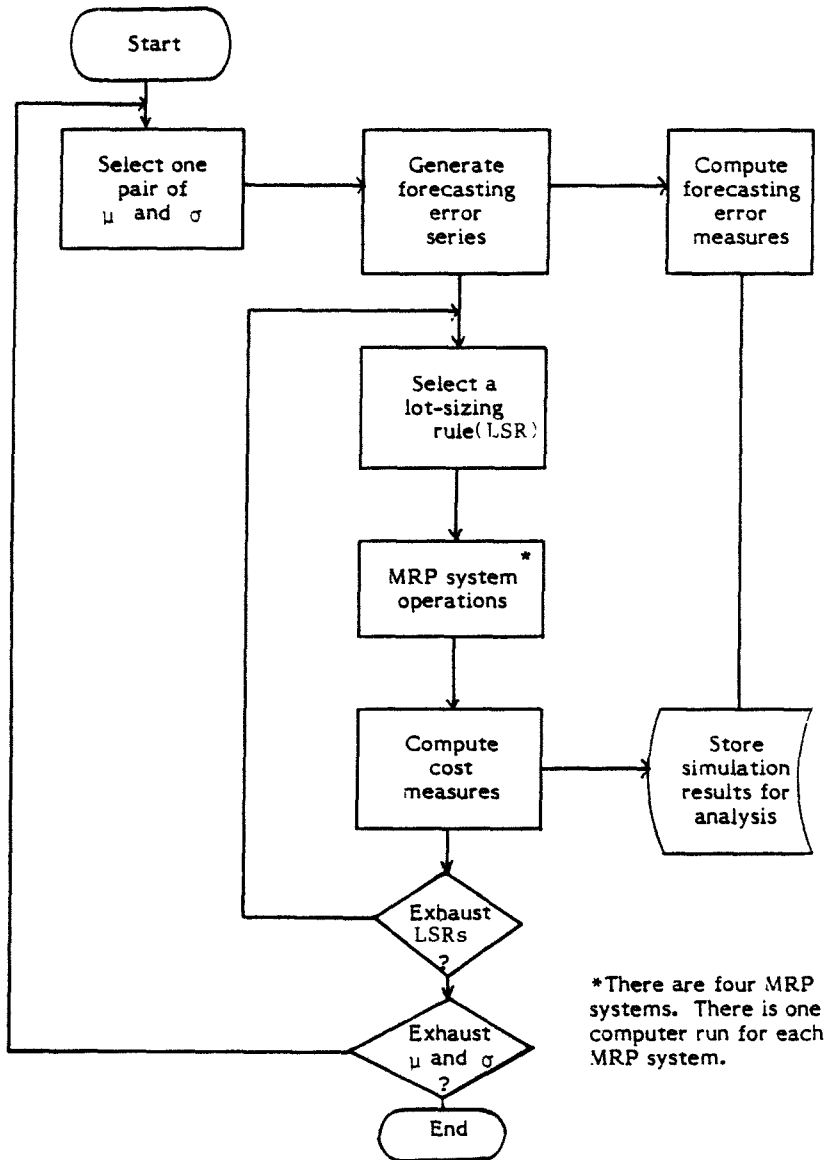 Start
Select one
pair of
μ and σ
Generate
forecasting
error
series
Compute
forecasting
error
measures
Select a
lot-sizing
rule(LSR)
MRP system *
operations
Compute
cost
measures
Store
simulation
results for
analysis
Exhaust
LSRs
?
Exhaust
μ and σ
?
End
*There are four MRP
systems. There is one
computer run for each
MRP system.